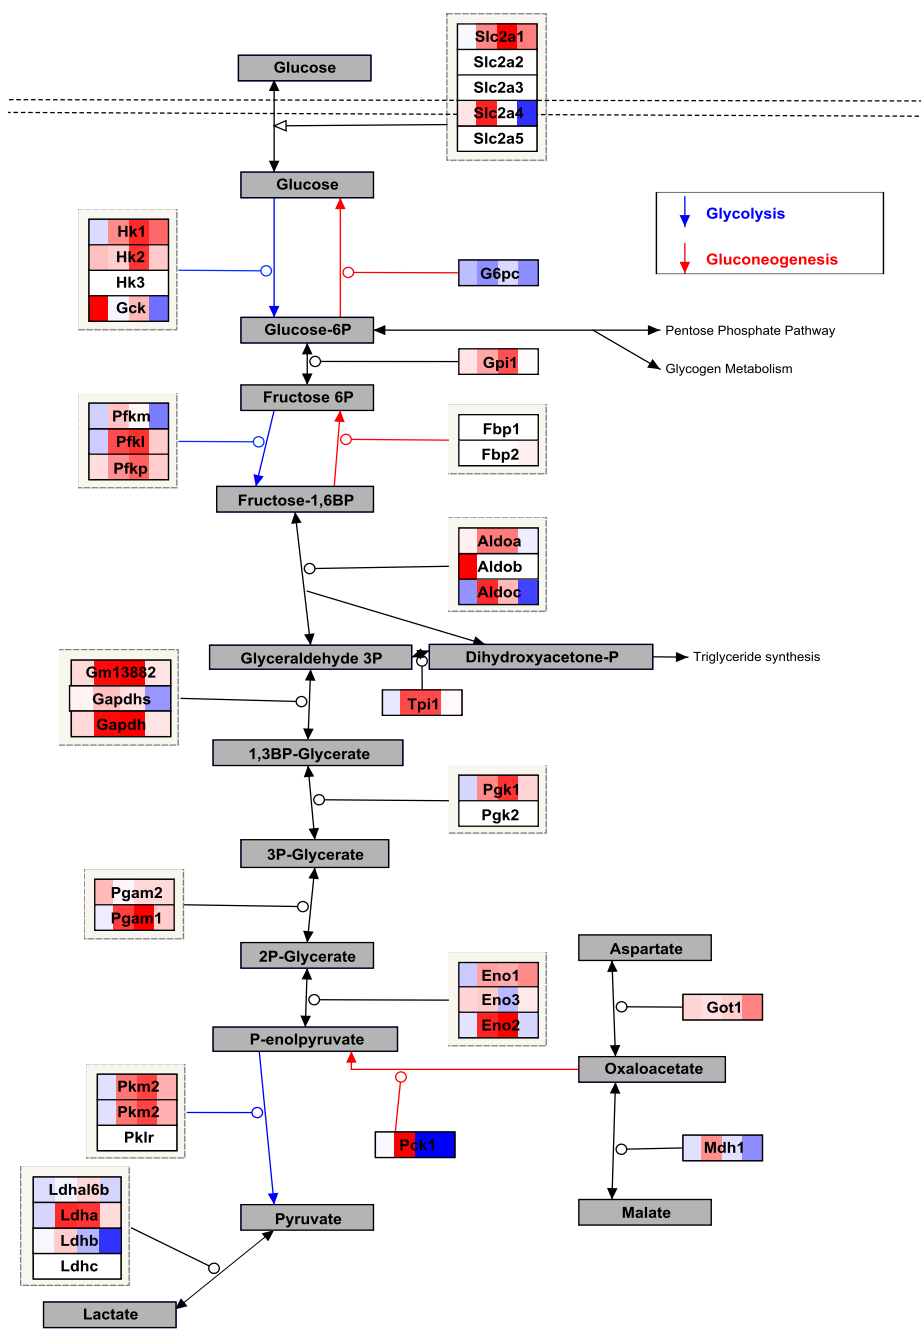 Slc2a1
Glucose
Slc2a2
Slc2a3
Slc2a4
Slc2a5
Glucose
Glycolysis
Gluconeogenesis
Hk1
Hk2
Hk3
Gck
G6pc
Glucose-6P
Pentose Phosphate Pathway
Gpi1
Glycogen Metabolism
Fructose 6P
Pfkm
Pfkl
Pfkp
Fbp1
Fbp2
Fructose-1,6BP
Aldoa
Aldob
Aldoc
Glyceraldehyde 3P
Dihydroxyacetone-P
Triglyceride synthesis
Gm13882
Gapdhs
Gapdh
Tpi1
1,3BP-Glycerate
Pgk1
Pgk2
3P-Glycerate
Pgam2
Pgam1
2P-Glycerate
Aspartate
Eno1
Eno3
Eno2
Got1
P-enolpyruvate
Oxaloacetate
Pkm2
Pkm2
Pklr
Pck1
Mdh1
Ldhal6b
Ldha
Ldhb
Ldhc
Pyruvate
Malate
Lactate